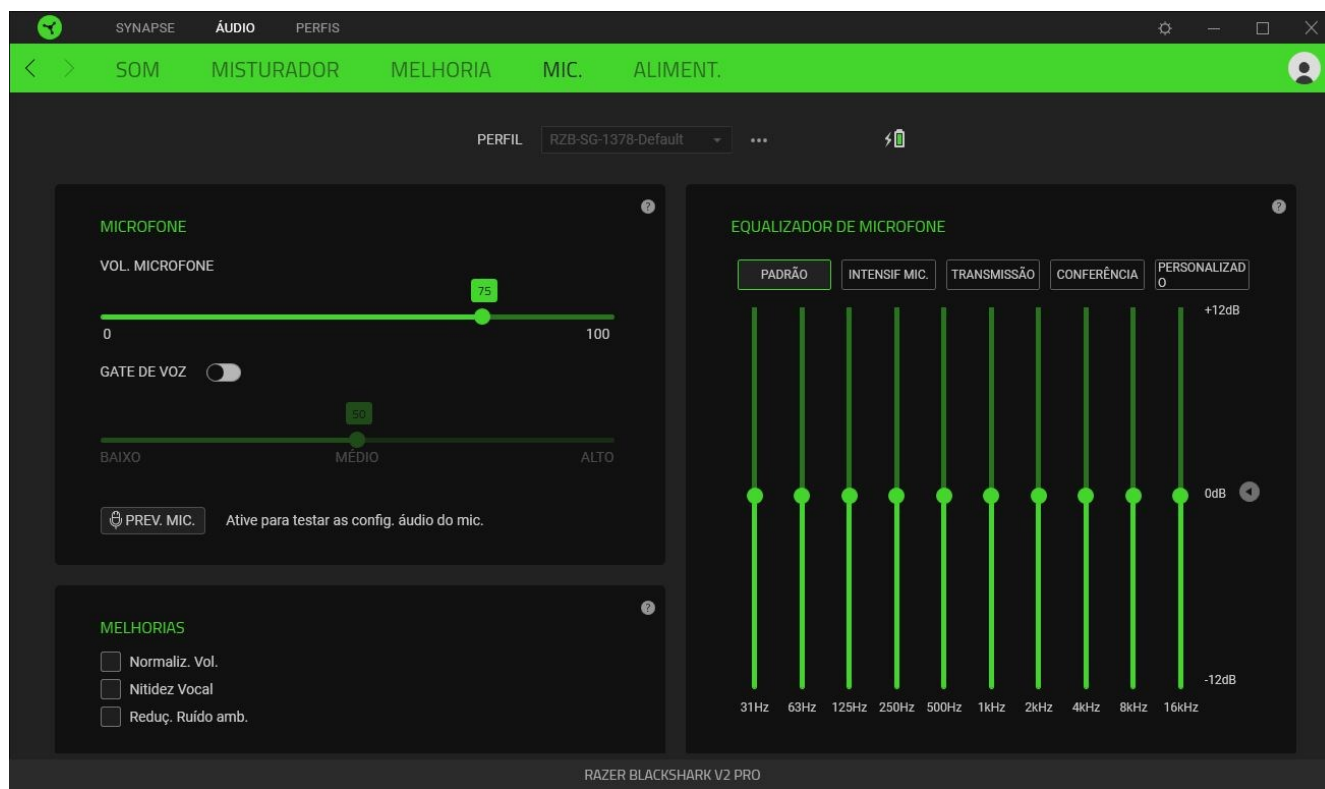 SYNAPSE ÁUDIO PERFIS
SOM MISTURADOR MELHORIA MIC. ALIMENT.
PERFIL RZB-SG-1378-Default
MICROFONE
VOL. MICROFONE
75
0 100
GATE DE VOZ
50
BAIXO MÉDIO ALTO
PREV. MIC. Ative para testar as config. áudio do mic.
MELHORIAS
Normaliz. Vol.
Nitidez Vocal
Reduç. Ruído amb.
EQUALIZADOR DE MICROFONE
PADRÃO INTENSIF MIC. TRANSMISSÃO CONFERÊNCIA PERSONALIZAD
O
+12dB
0dB
-12dB
31Hz 63Hz 125Hz 250Hz 500Hz 1kHz 2kHz 4kHz 8kHz 16kHz
RAZER BLACKSHARK V2 PRO